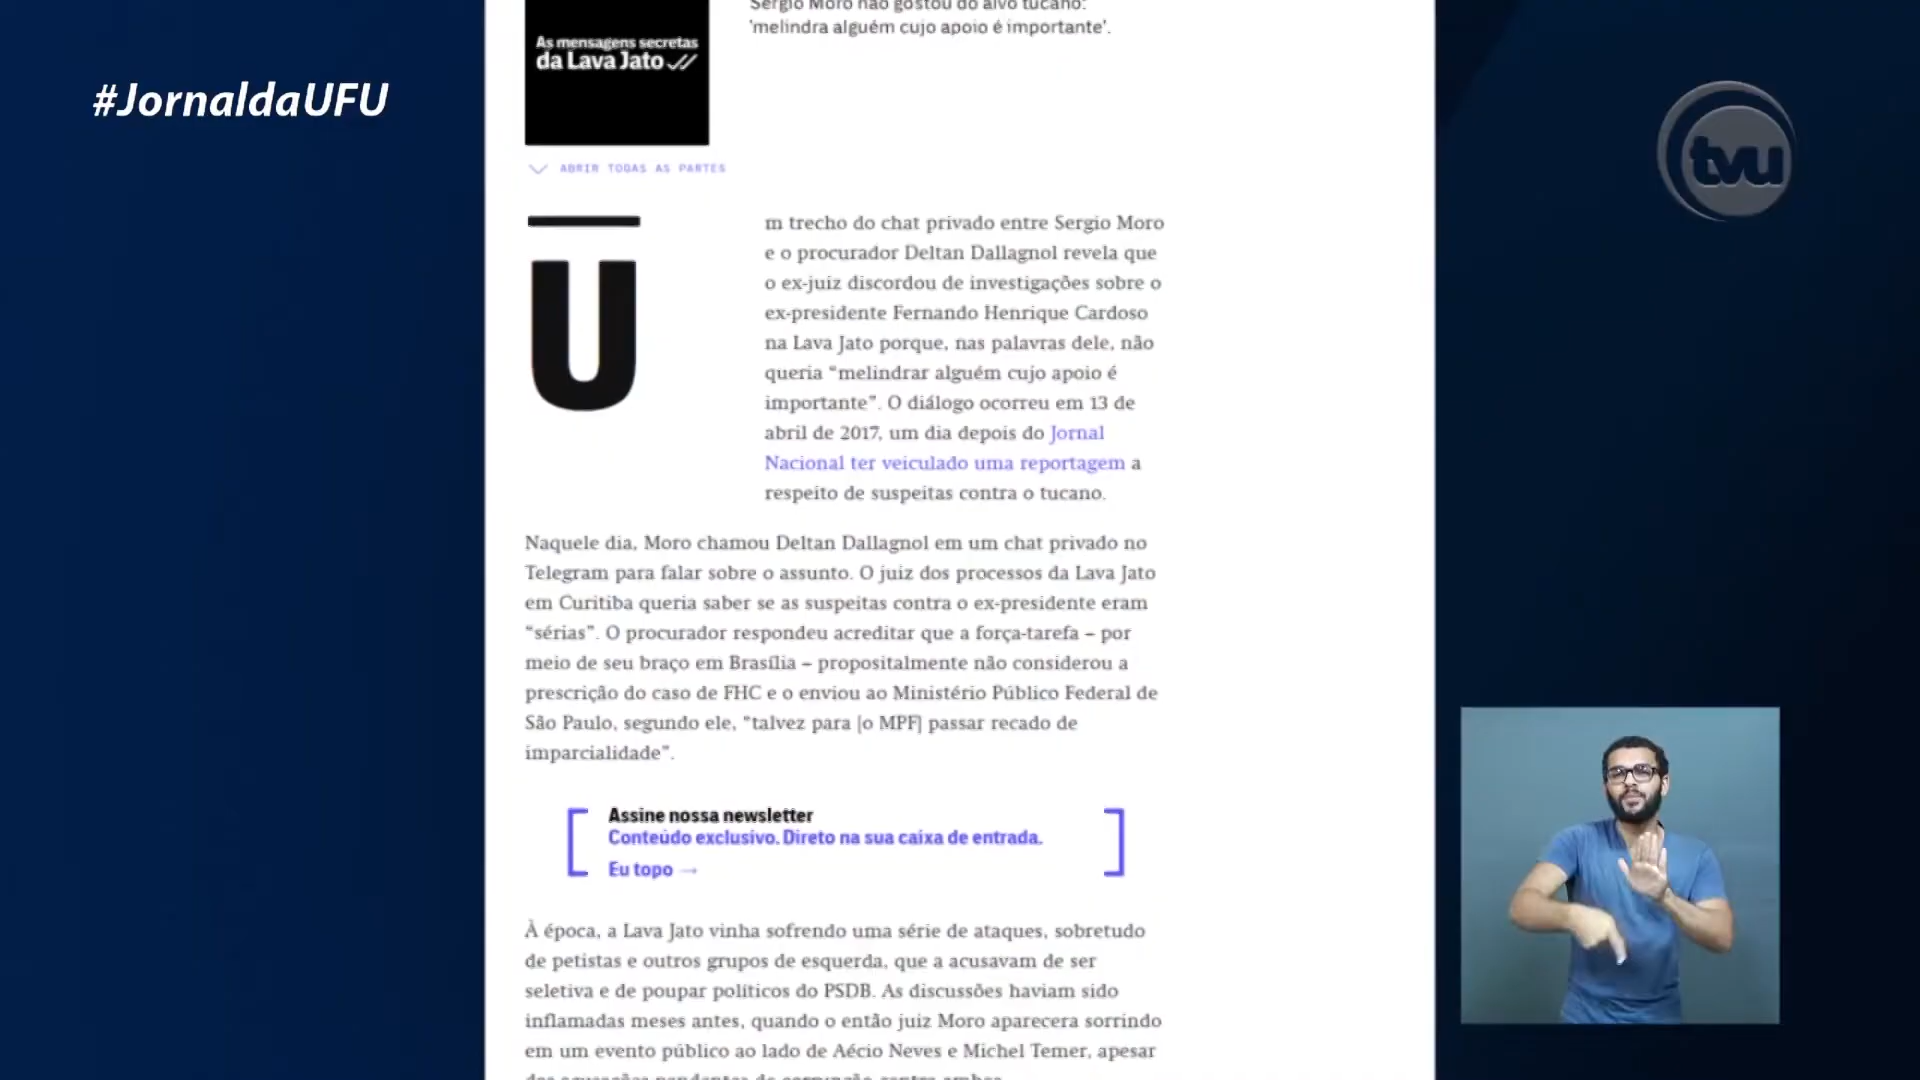 Sergio Moro não gostou do alvo tucano:
'melindra alguém cujo apoio é importante'.
As mensagens secretas
da Lava Jato
#JornaldaUFU
tvu
ABRIR TODAS AS PARTES
U
m trecho do chat privado entre Sergio Moro
e o procurador Deltan Dallagnol revela que
o ex-juiz discordou de investigações sobre o
ex-presidente Fernando Henrique Cardoso
na Lava Jato porque, nas palavras dele, não
queria “melindrar alguém cujo apoio é
importante”. O diálogo ocorreu em 13 de
abril de 2017, um dia depois do Jornal
Nacional ter veiculado uma reportagem a
respeito de suspeitas contra o tucano.
Naquele dia, Moro chamou Deltan Dallagnol em um chat privado no
Telegram para falar sobre o assunto. O juiz dos processos da Lava Jato
em Curitiba queria saber se as suspeitas contra o ex-presidente eram
“sérias”. O procurador respondeu acreditar que a força-tarefa – por
meio de seu braço em Brasília – propositalmente não considerou a
prescrição do caso de FHC e o enviou ao Ministério Público Federal de
São Paulo, segundo ele, “talvez para [o MPF] passar recado de
imparcialidade”.
Assine nossa newsletter
Conteúdo exclusivo. Direto na sua caixa de entrada.
Eu topo →
À época, a Lava Jato vinha sofrendo uma série de ataques, sobretudo
de petistas e outros grupos de esquerda, que a acusavam de ser
seletiva e de poupar políticos do PSDB. As discussões haviam sido
inflamadas meses antes, quando o então juiz Moro aparecera sorrindo
em um evento público ao lado de Aécio Neves e Michel Temer, apesar